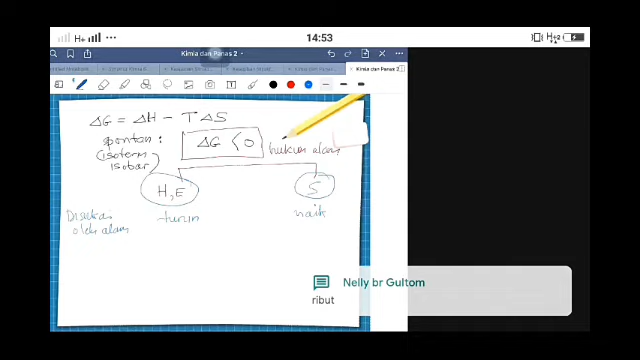 14:53
Kimia dan Panas 2
Kimia dan Panas 2
ΔG = ΔH - TΔS
Spontan :
ΔG < 0
hukum alam
(isoterm
isobar)
H, E
S
Disukai
oleh alam
turun
naik
Nelly br Gultom
ribut